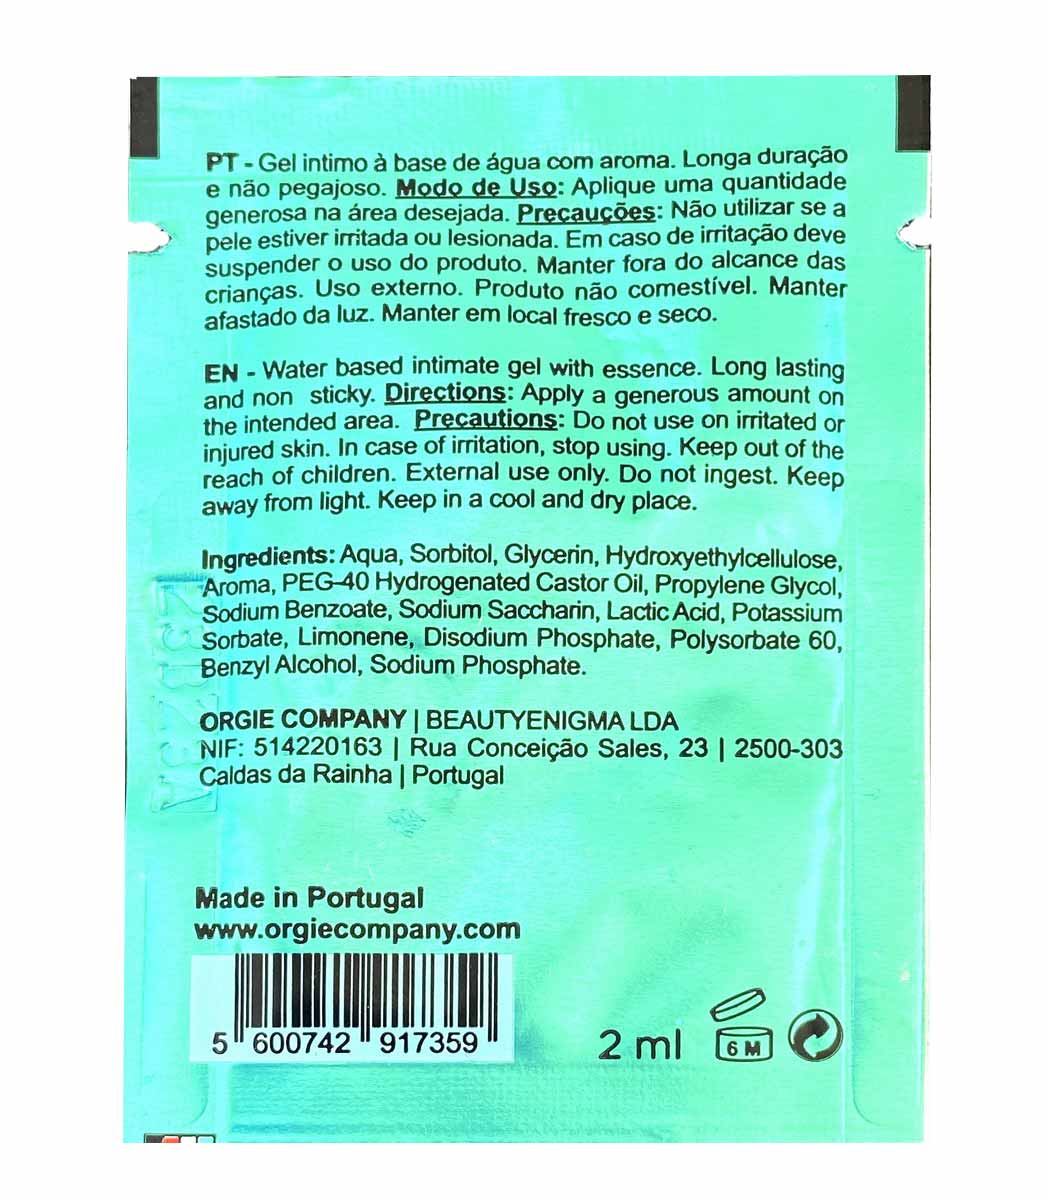 PT - Gel intimo à base de água com aroma. Longa duração
e não pegajoso. Modo de Uso: Aplique uma quantidade
generosa na área desejada. Precauções: Não utilizar se a
pele estiver irritada ou lesionada. Em caso de irritação deve
suspender o uso do produto. Manter fora do alcance das
crianças. Uso externo. Produto não comestível. Manter
afastado da luz. Manter em local fresco e seco.
EN - Water based intimate gel with essence. Long lasting
and non sticky. Directions: Apply a generous amount on
the intended area. Precautions: Do not use on irritated or
injured skin. In case of irritation, stop using. Keep out of the
reach of children. External use only. Do not ingest. Keep
away from light. Keep in a cool and dry place.
Ingredients: Aqua, Sorbitol, Glycerin, Hydroxyethylcellulose,
Aroma, PEG-40 Hydrogenated Castor Oil, Propylene Glycol,
Sodium Benzoate, Sodium Saccharin, Lactic Acid, Potassium
Sorbate, Limonene, Disodium Phosphate, Polysorbate 60,
Benzyl Alcohol, Sodium Phosphate.
ORGIE COMPANY | BEAUTYENIGMA LDA
NIF: 514220163 | Rua Conceição Sales, 23 | 2500-303
Caldas da Rainha | Portugal
Made in Portugal
www.orgiecompany.com
5 600742 917359
2 ml
6 M